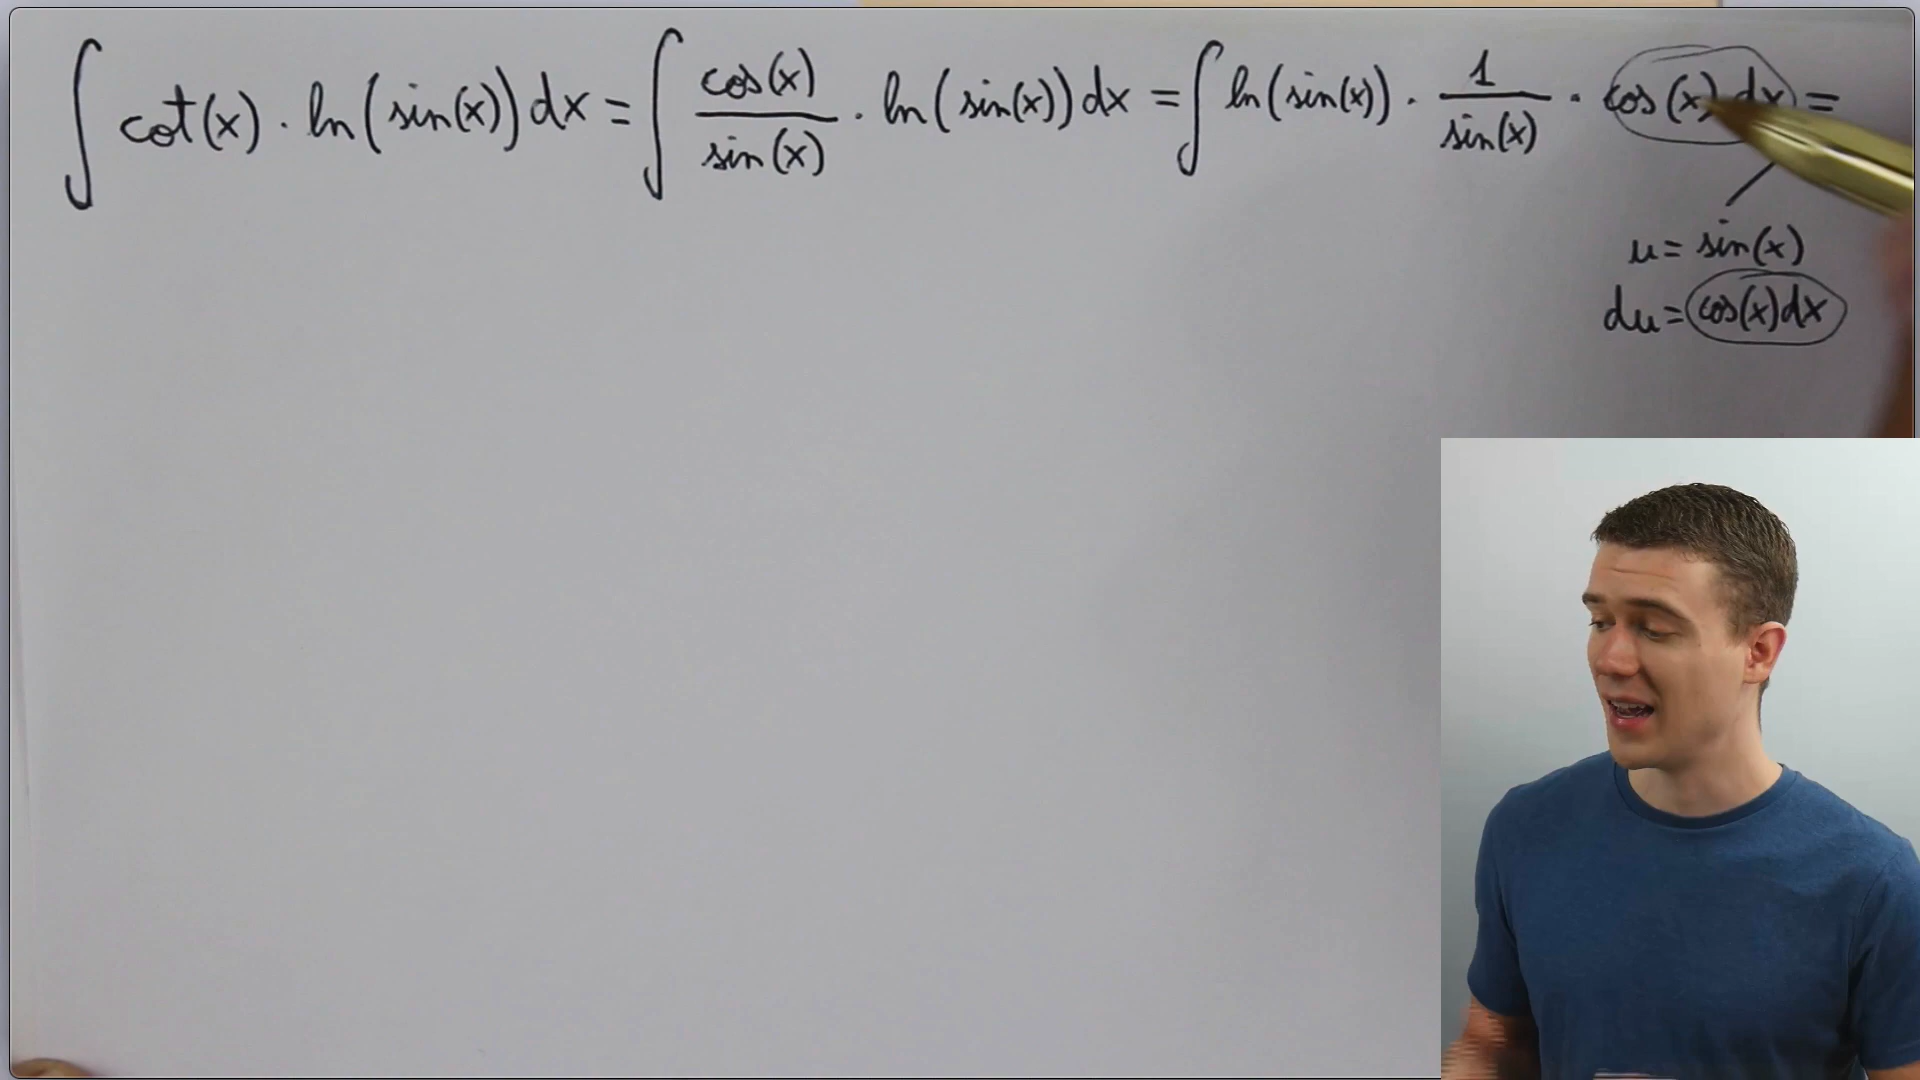 ∫ cot(x) · ln(sin(x)) dx = ∫ cos(x)/sin(x) · ln(sin(x)) dx = ∫ ln(sin(x)) · 1/sin(x) · cos(x) dx =
u = sin(x)
du = cos(x)dx